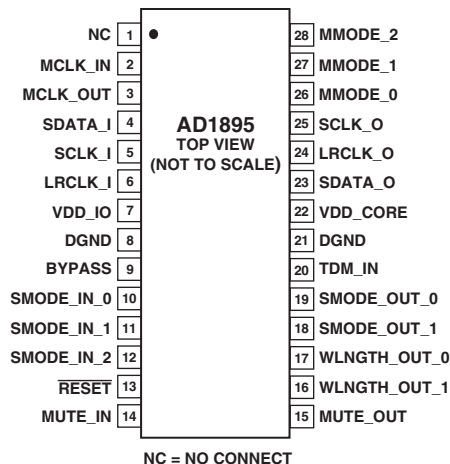 NC 1 28 MMODE_2
MCLK_IN 2 27 MMODE_1
MCLK_OUT 3 26 MMODE_0
SDATA_I 4 AD1895 25 SCLK_O
SCLK_I 5 TOP VIEW 24 LRCLK_O
LRCLK_I 6 (NOT TO SCALE) 23 SDATA_O
VDD_IO 7 22 VDD_CORE
DGND 8 21 DGND
BYPASS 9 20 TDM_IN
SMODE_IN_0 10 19 SMODE_OUT_0
SMODE_IN_1 11 18 SMODE_OUT_1
SMODE_IN_2 12 17 WLNGTH_OUT_0
RESET 13 16 WLNGTH_OUT_1
MUTE_IN 14 15 MUTE_OUT
NC = NO CONNECT